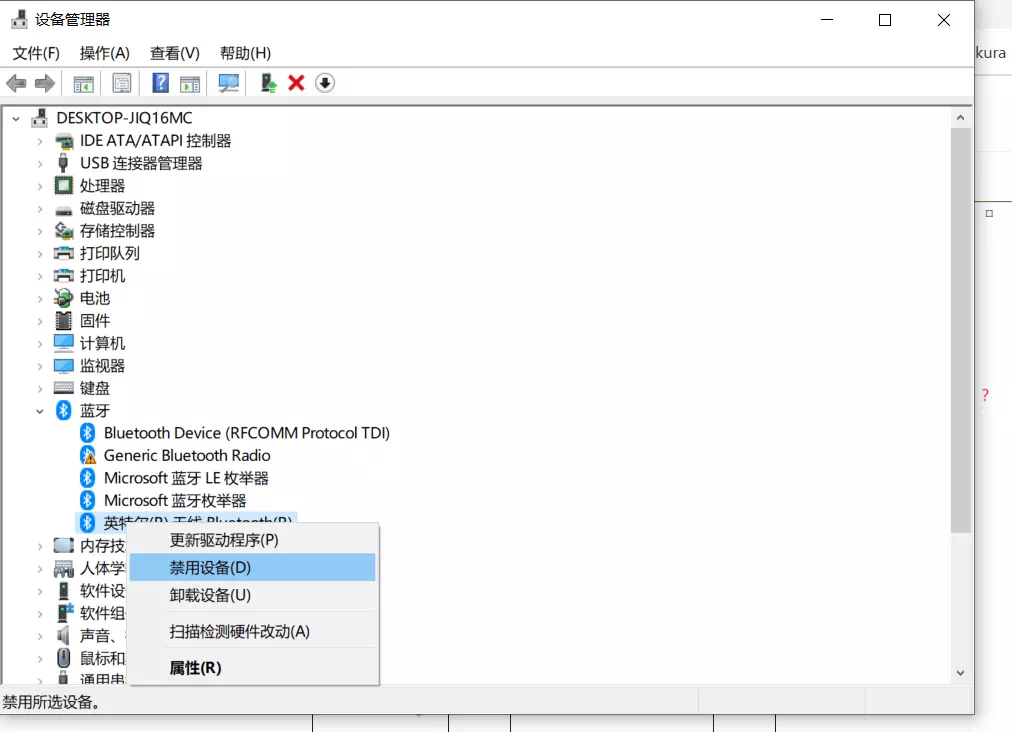 设备管理器
kura
文件(F) 操作(A) 查看(V) 帮助(H)
DESKTOP-JIQ16MC
IDE ATA/ATAPI 控制器
USB 连接器管理器
处理器
磁盘驱动器
存储控制器
打印队列
打印机
电池
固件
计算机
监视器
?
键盘
蓝牙
Bluetooth Device (RFCOMM Protocol TDI)
Generic Bluetooth Radio
Microsoft 蓝牙 LE 枚举器
Microsoft 蓝牙枚举器
英特尔(R) 无线 Bluetooth(R)
更新驱动程序(P)
内存技
禁用设备(D)
人体学
软件设
卸载设备(U)
软件组
扫描检测硬件改动(A)
声音、
鼠标和
属性(R)
通用串
禁用所选设备。